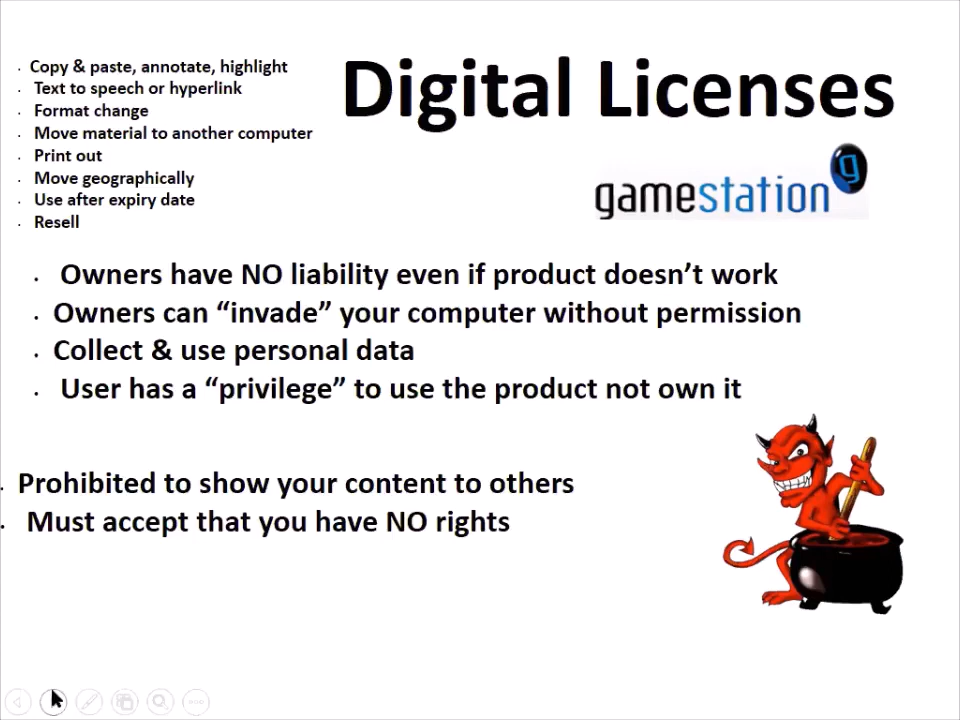 Digital Licenses
Copy & paste, annotate, highlight
Text to speech or hyperlink
Format change
Move material to another computer
Print out
Move geographically
Use after expiry date
Resell
gamestation
g
Owners have NO liability even if product doesn’t work
Owners can “invade” your computer without permission
Collect & use personal data
User has a “privilege” to use the product not own it
Prohibited to show your content to others
Must accept that you have NO rights